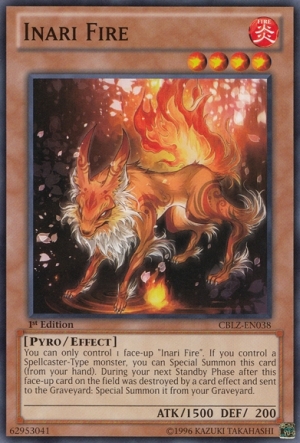 INARI FIRE
FIRE
炎
1st Edition
CBLZ-EN038
[PYRO/EFFECT]
You can only control 1 face-up "Inari Fire". If you control a
Spellcaster-Type monster, you can Special Summon this card
(from your hand). During your next Standby Phase after this
face-up card on the field was destroyed by a card effect and sent
to the Graveyard: Special Summon it from your Graveyard.
ATK/1500 DEF/ 200
62953041
©1996 KAZUKI TAKAHASHI